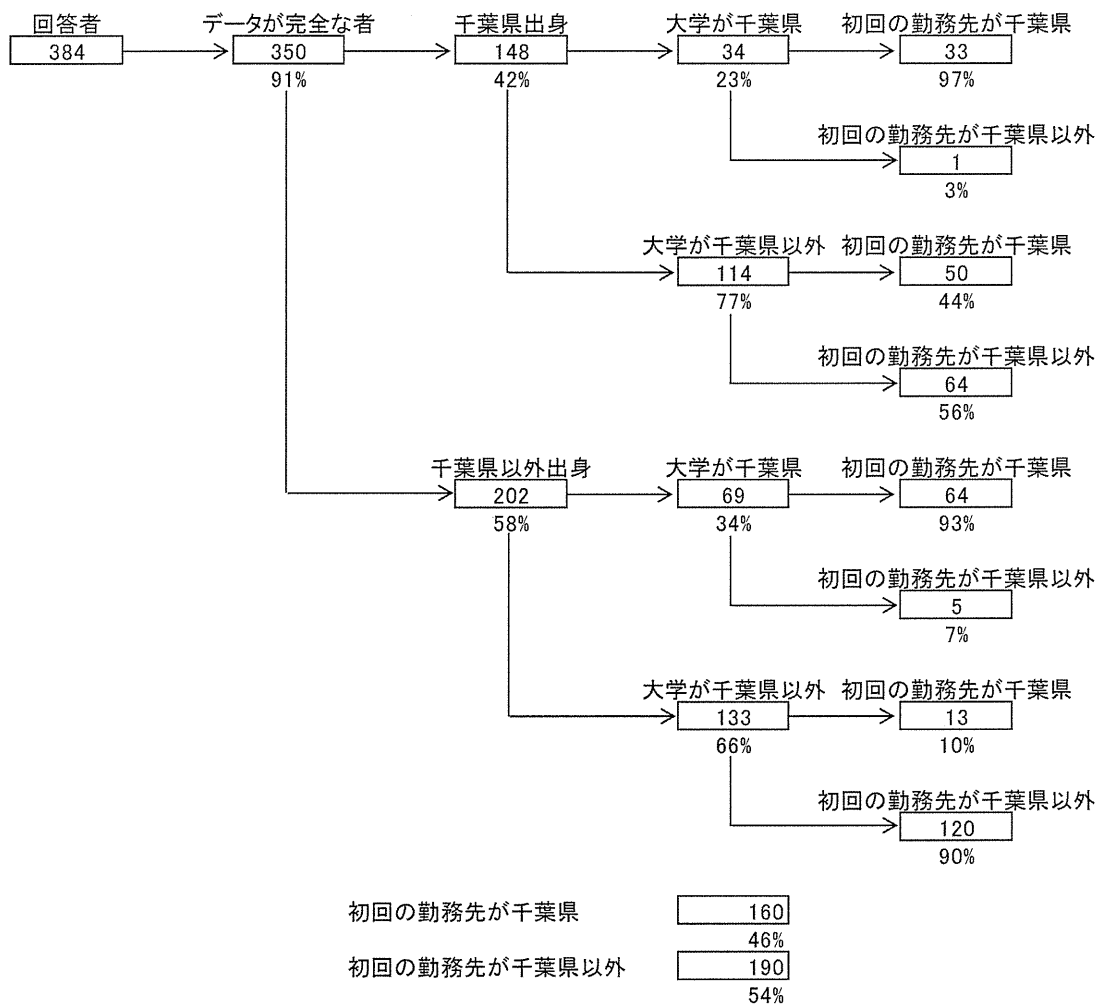 回答者 データが完全な者 千葉県出身 大学が千葉県 初回の勤務先が千葉県
384 350 148 34 33
91% 42% 23% 97%
初回の勤務先が千葉県以外
1
3%
大学が千葉県以外 初回の勤務先が千葉県
114 50
77% 44%
初回の勤務先が千葉県以外
64
56%
千葉県以外出身 大学が千葉県 初回の勤務先が千葉県
202 69 64
58% 34% 93%
初回の勤務先が千葉県以外
5
7%
大学が千葉県以外 初回の勤務先が千葉県
133 13
66% 10%
初回の勤務先が千葉県以外
120
90%
初回の勤務先が千葉県 160
46%
初回の勤務先が千葉県以外 190
54%